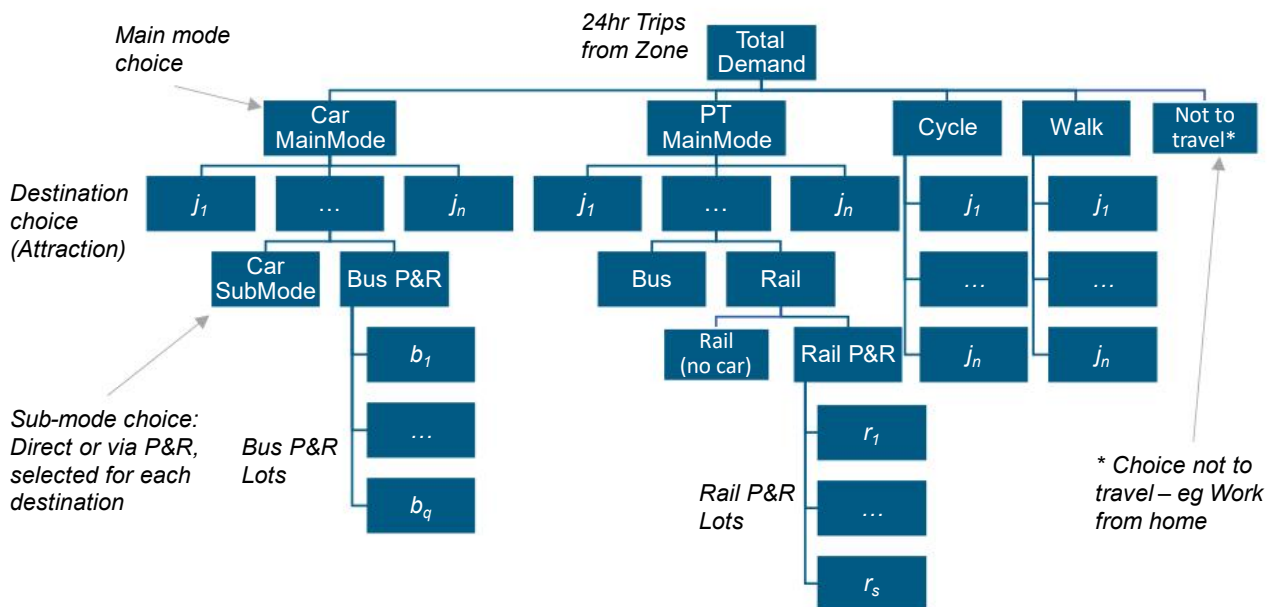 24hr Trips
from Zone
Total
Demand
Main mode
choice
Car
MainMode
PT
MainMode
Cycle
Walk
Not to
travel*
Destination
choice
(Attraction)
j1
...
jn
j1
...
jn
j1
j1
Car
SubMode
Bus P&R
Bus
Rail
...
...
b1
Rail
(no car)
Rail P&R
jn
jn
Sub-mode choice:
Direct or via P&R,
selected for each
destination
Bus P&R
Lots
...
bq
r1
Rail P&R
Lots
...
rs
* Choice not to
travel – eg Work
from home